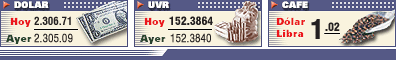 DOLAR
Hoy 2.306.71
Ayer 2.305.09
UVR
Hoy 152.3864
Ayer 152.3840
CAFE
Dólar 1.02
Libra